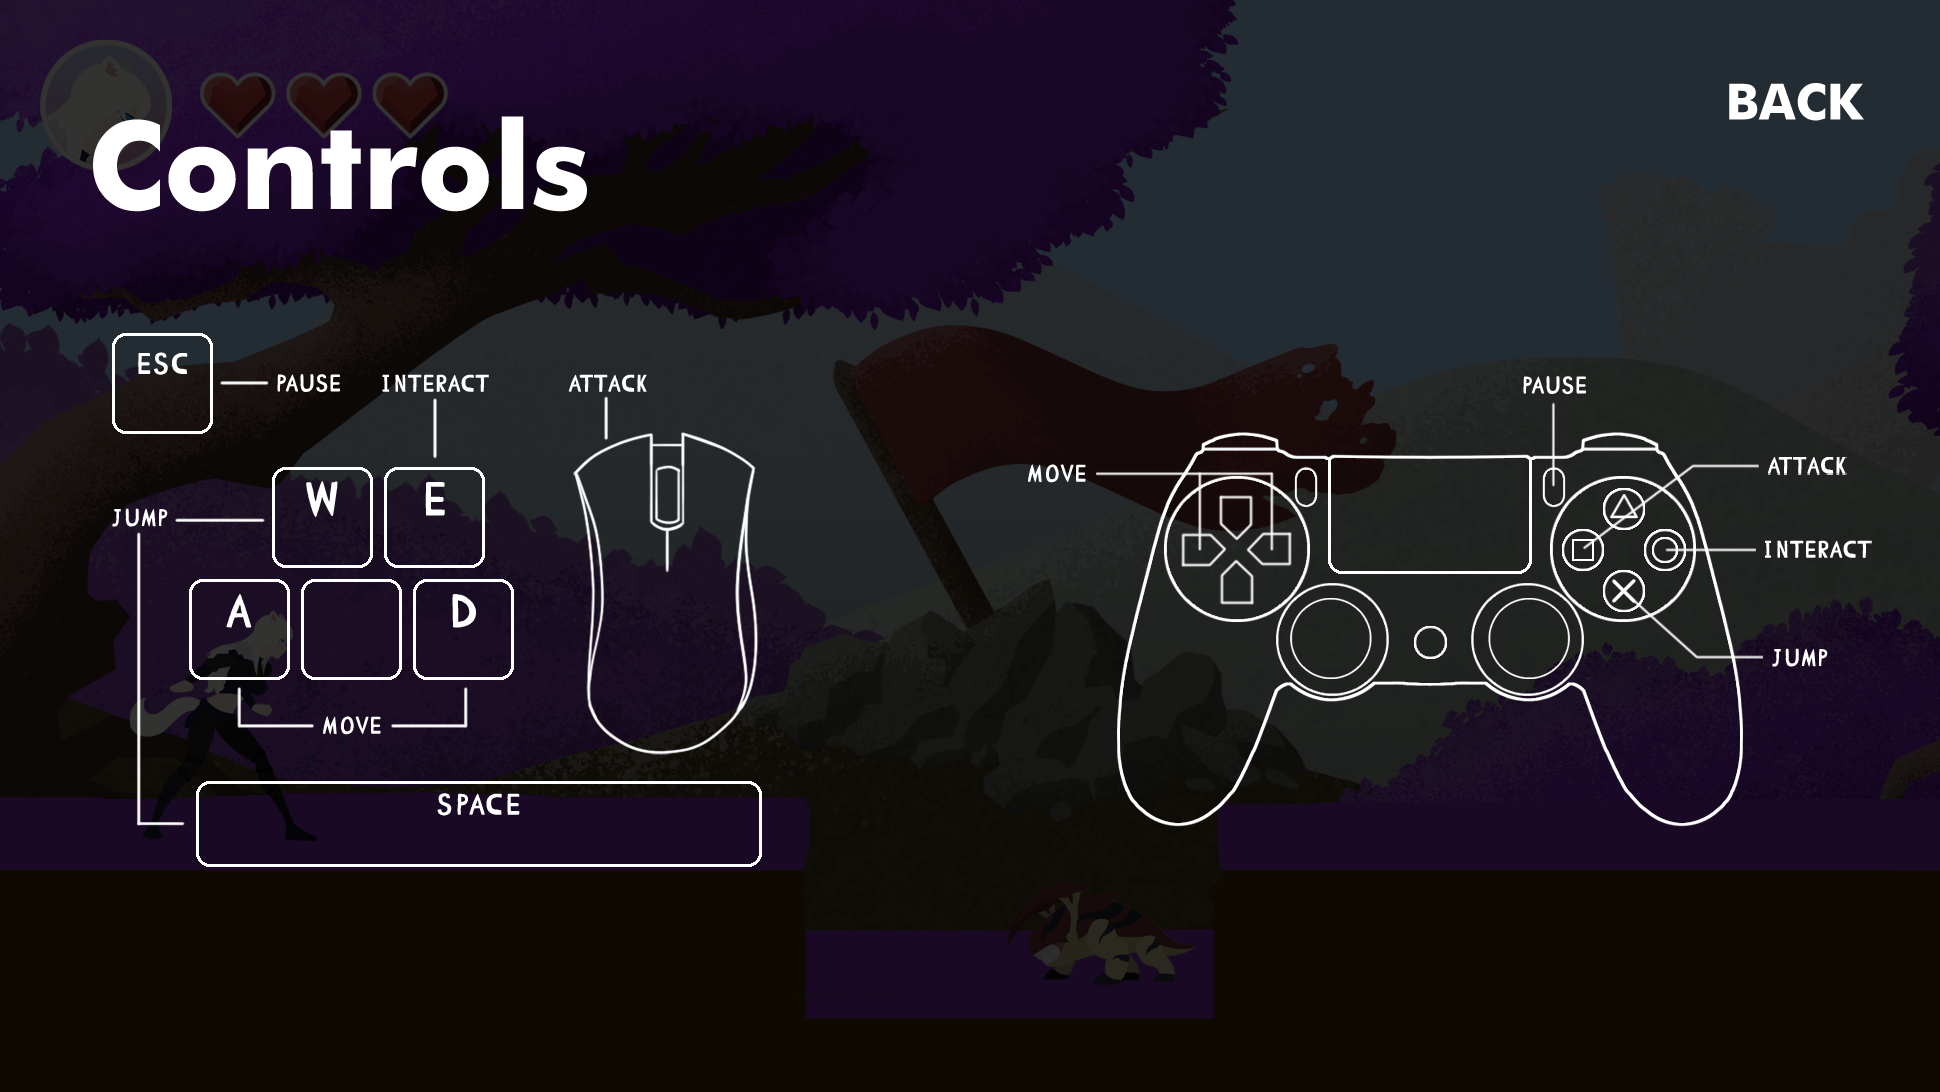 BACK
Controls
ESC
PAUSE
INTERACT
ATTACK
W
E
JUMP
A
D
MOVE
SPACE
PAUSE
MOVE
ATTACK
INTERACT
JUMP